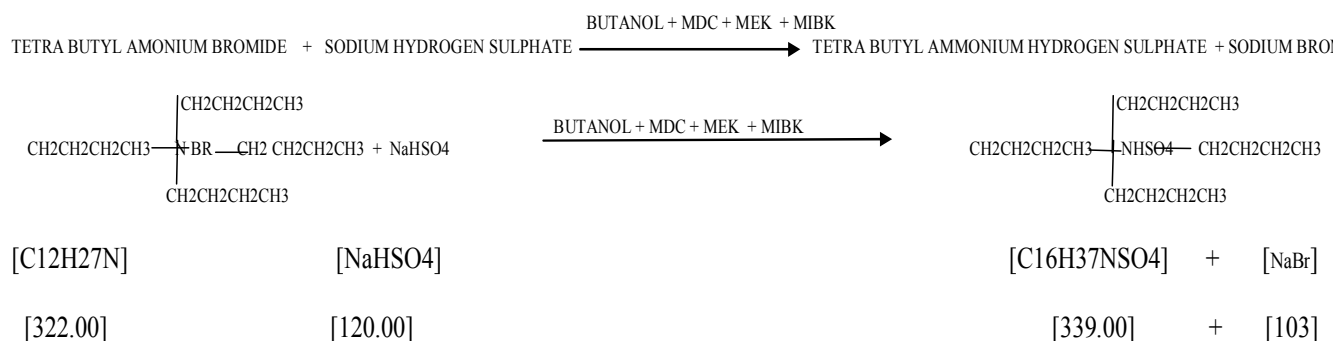 BUTANOL + MDC + MEK + MIBK
TETRA BUTYL AMONIUM BROMIDE + SODIUM HYDROGEN SULPHATE TETRA BUTYL AMMONIUM HYDROGEN SULPHATE + SODIUM
CH2CH2CH2CH3 CH2CH2CH2CH3
BUTANOL + MDC + MEK + MIBK
CH2CH2CH2CH3 N BR CH2 CH2CH2CH3 + NaHSO4 CH2CH2CH2CH3 NHSO4 CH2CH2CH2CH3
CH2CH2CH2CH3 CH2CH2CH2CH3
[C12H27N] [NaHSO4] [C16H37NSO4] + [NaBr]
[322.00] [120.00] [339.00] + [103]